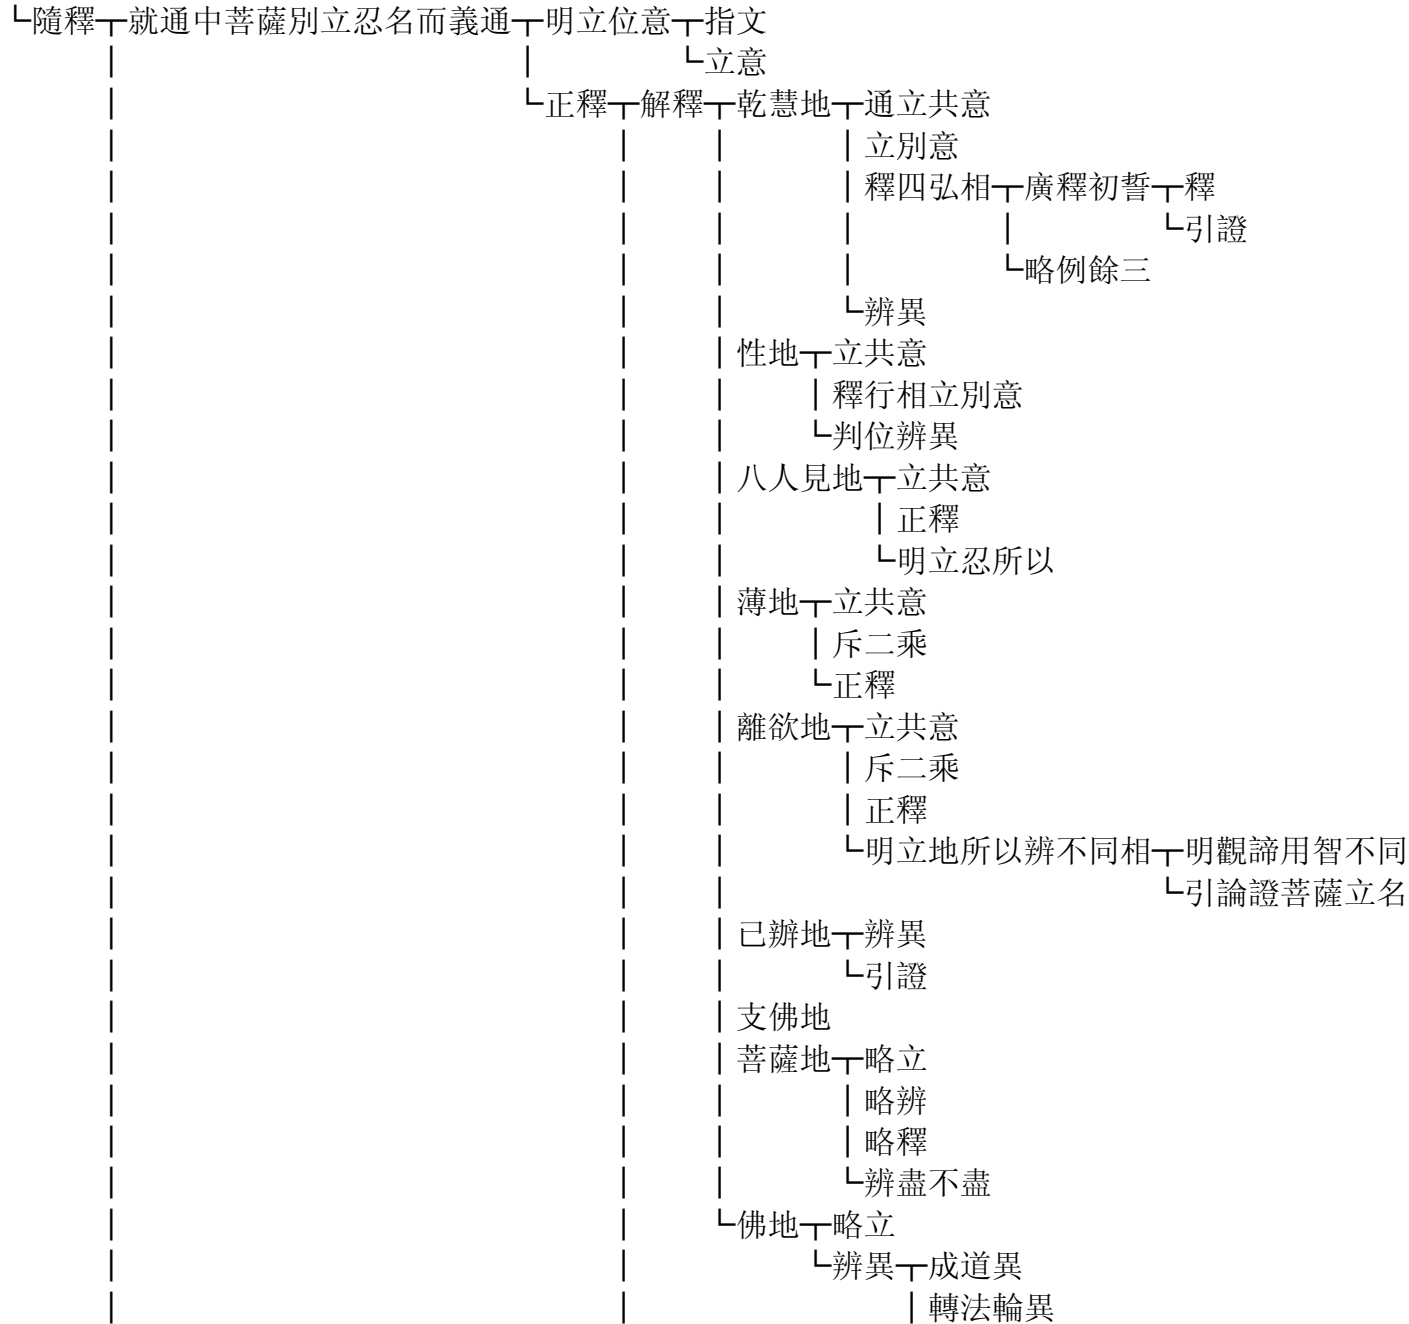 └隨釋┬就通中菩薩別立忍名而義通┬明立位意┬指文
│ │ └立意
│ └正釋┬解釋┬乾慧地┬通立共意
│ │ │ │立別意
│ │ │ │釋四弘相┬廣釋初誓┬釋
│ │ │ │ │ └引證
│ │ │ │ └略例餘三
│ │ │ └辨異
│ │ │性地┬立共意
│ │ │ │釋行相立別意
│ │ │ └判位辨異
│ │ │八人見地┬立共意
│ │ │ │正釋
│ │ │ └明立忍所以
│ │ │薄地┬立共意
│ │ │ │斥二乘
│ │ │ └正釋
│ │ │離欲地┬立共意
│ │ │ │斥二乘
│ │ │ │正釋
│ │ │ └明立地所以辨不同相┬明觀諦用智不同
│ │ │ └引論證菩薩立名
│ │ │已辦地┬辨異
│ │ │ └引證
│ │ │支佛地
│ │ │菩薩地┬略立
│ │ │ │略辨
│ │ │ │略釋
│ │ │ └辨盡不盡
│ │ └佛地┬略立
│ │ └辨異┬成道異
│ │ │轉法輪異